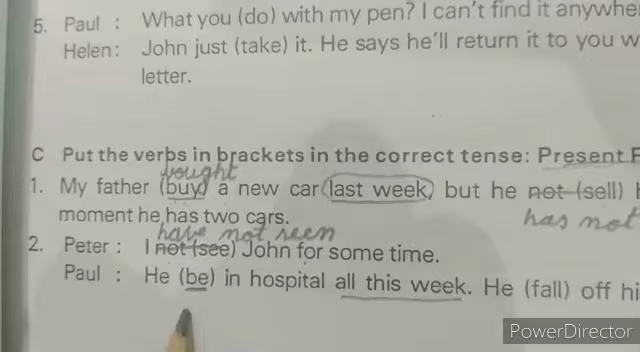 5. Paul : What you (do) with my pen? I can't find it anywhe
Helen: John just (take) it. He says he'll return it to you w
letter.
C Put the verbs in brackets in the correct tense: Present
bought
1. My father (buy) a new car last week, but he not (sell)
moment he has two cars. has not
have not seen
2. Peter : I not (see) John for some time.
Paul : He (be) in hospital all this week. He (fall) off hi
PowerDirector